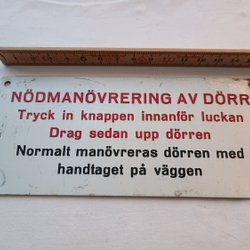 NÖDMANÖVRERING AV DÖRR
Tryck in knappen innanför luckan
Drag sedan upp dörren
Normalt manövreras dörren med
handtaget på väggen